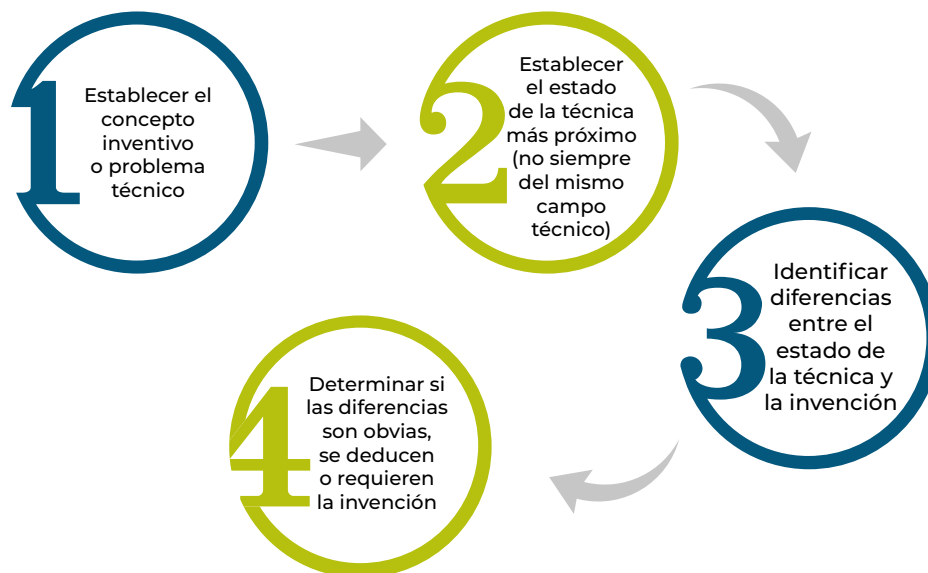 1
Establecer el
concepto
inventivo
o problema
técnico
2
Establecer
el estado
de la técnica
más próximo
(no siempre
del mismo
campo
técnico)
3
Identificar
diferencias
entre el
estado de
la técnica y
la invención
4
Determinar si
las diferencias
son obvias,
se deducen
o requieren
la invención